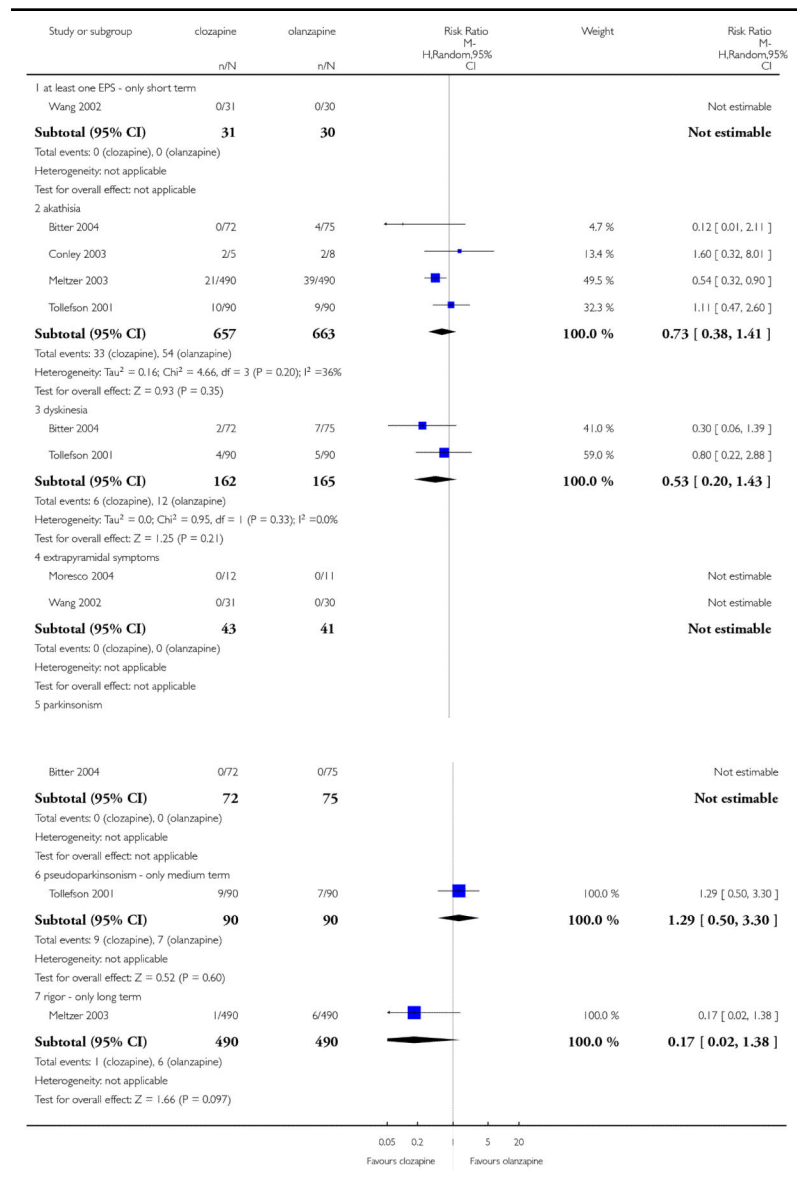 Study or subgroup clozapine olanzapine Risk Ratio Weight Risk Ratio
M- M-
H,Random,95% H,Random,95%
n/N n/N CI CI
1 at least one EPS - only short term
Wang 2002 0/31 0/30 Not estimable
Subtotal (95% CI) 31 30 Not estimable
Total events: 0 (clozapine), 0 (olanzapine)
Heterogeneity: not applicable
Test for overall effect: not applicable
2 akathisia
Bitter 2004 0/72 4/75 4.7 % 0.12 [ 0.01, 2.11 ]
Conley 2003 2/5 2/8 13.4 % 1.60 [ 0.32, 8.01 ]
Meltzer 2003 21/490 39/490 49.5 % 0.54 [ 0.32, 0.90 ]
Tollefson 2001 10/90 9/90 32.3 % 1.11 [ 0.47, 2.60 ]
Subtotal (95% CI) 657 663 100.0 % 0.73 [ 0.38, 1.41 ]
Total events: 33 (clozapine), 54 (olanzapine)
Heterogeneity: Tau² = 0.16; Chi² = 4.66, df = 3 (P = 0.20); I² =36%
Test for overall effect: Z = 0.93 (P = 0.35)
3 dyskinesia
Bitter 2004 2/72 7/75 41.0 % 0.30 [ 0.06, 1.39 ]
Tollefson 2001 4/90 5/90 59.0 % 0.80 [ 0.22, 2.88 ]
Subtotal (95% CI) 162 165 100.0 % 0.53 [ 0.20, 1.43 ]
Total events: 6 (clozapine), 12 (olanzapine)
Heterogeneity: Tau² = 0.0; Chi² = 0.95, df = 1 (P = 0.33); I² =0.0%
Test for overall effect: Z = 1.25 (P = 0.21)
4 extrapyramidal symptoms
Moresco 2004 0/12 0/11 Not estimable
Wang 2002 0/31 0/30 Not estimable
Subtotal (95% CI) 43 41 Not estimable
Total events: 0 (clozapine), 0 (olanzapine)
Heterogeneity: not applicable
Test for overall effect: not applicable
5 parkinsonism
Bitter 2004 0/72 0/75 Not estimable
Subtotal (95% CI) 72 75 Not estimable
Total events: 0 (clozapine), 0 (olanzapine)
Heterogeneity: not applicable
Test for overall effect: not applicable
6 pseudoparkinsonism - only medium term
Tollefson 2001 9/90 7/90 100.0 % 1.29 [ 0.50, 3.30 ]
Subtotal (95% CI) 90 90 100.0 % 1.29 [ 0.50, 3.30 ]
Total events: 9 (clozapine), 7 (olanzapine)
Heterogeneity: not applicable
Test for overall effect: Z = 0.52 (P = 0.60)
7 rigor - only long term
Meltzer 2003 1/490 6/490 100.0 % 0.17 [ 0.02, 1.38 ]
Subtotal (95% CI) 490 490 100.0 % 0.17 [ 0.02, 1.38 ]
Total events: 1 (clozapine), 6 (olanzapine)
Heterogeneity: not applicable
Test for overall effect: Z = 1.66 (P = 0.097)
0.05 0.2 1 5 20
Favours clozapine Favours olanzapine